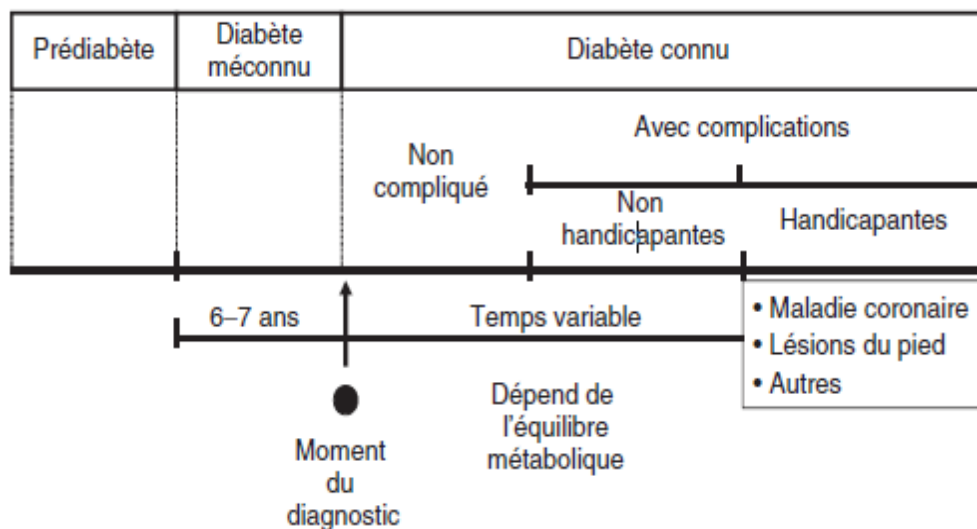 Prédiabète
Diabète
méconnu
Diabète connu
Avec complications
Non
compliqué
Non
handicapantes
Handicapantes
6–7 ans
Temps variable
• Maladie coronaire
• Lésions du pied
• Autres
Dépend de
l'équilibre
métabolique
Moment
du
diagnostic